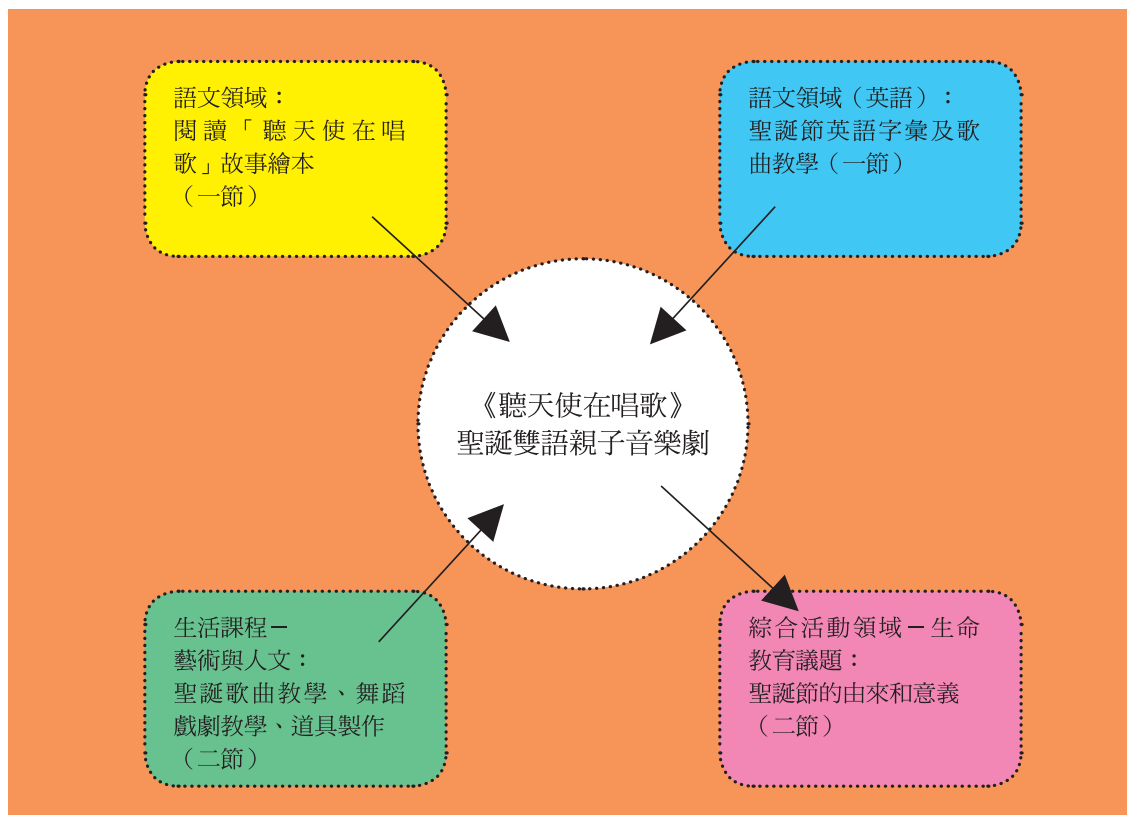 語文領域：
閱讀「聽天使在唱
歌」故事繪本
（一節）
語文領域（英語）：
聖誕節英語字彙及歌
曲教學（一節）
《聽天使在唱歌》
聖誕雙語親子音樂劇
生活課程－
藝術與人文：
聖誕歌曲教學、舞蹈
戲劇教學、道具製作
（二節）
綜合活動領域－生命
教育議題：
聖誕節的由來和意義
（二節）